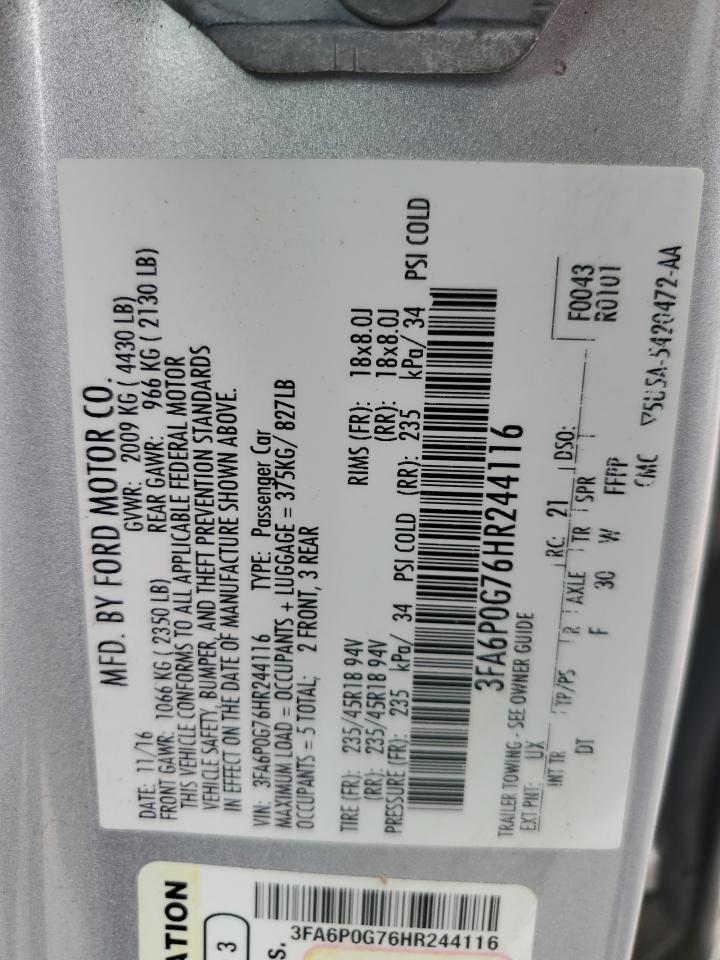 MFD. BY FORD MOTOR CO.
DATE: 11/16 GVWR: 2009 KG ( 4430 LB)
FRONT GAWR: 1066 KG ( 2350 LB) REAR GAWR: 966 KG ( 2130 LB)
THIS VEHICLE CONFORMS TO ALL APPLICABLE FEDERAL MOTOR
VEHICLE SAFETY, BUMPER, AND THEFT PREVENTION STANDARDS
IN EFFECT ON THE DATE OF MANUFACTURE SHOWN ABOVE.
VIN: 3FA6P0G76HR244116 TYPE: Passenger Car
MAXIMUM LOAD = OCCUPANTS + LUGGAGE = 375KG/ 827LB
OCCUPANTS = 5 TOTAL; 2 FRONT, 3 REAR
TIRE (FR): 235/45R18 94V RIMS (FR): 18x8.0J
(RR): 235/45R18 94V (RR): 18x8.0J
PRESSURE (FR): 235 kPa/ 34 PSI COLD (RR): 235 kPa/ 34 PSI COLD
3FA6P0G76HR244116
TRAILER TOWING - SEE OWNER GUIDE
EXT PNT: UX RC: 21 DSO: F0043
R0101
INT TR TP/PS R AXLE TR SPR
DT F 30 W FFPP
CMC 5USA-5420472-AA
ATION
3
S.
3FA6P0G76HR244116